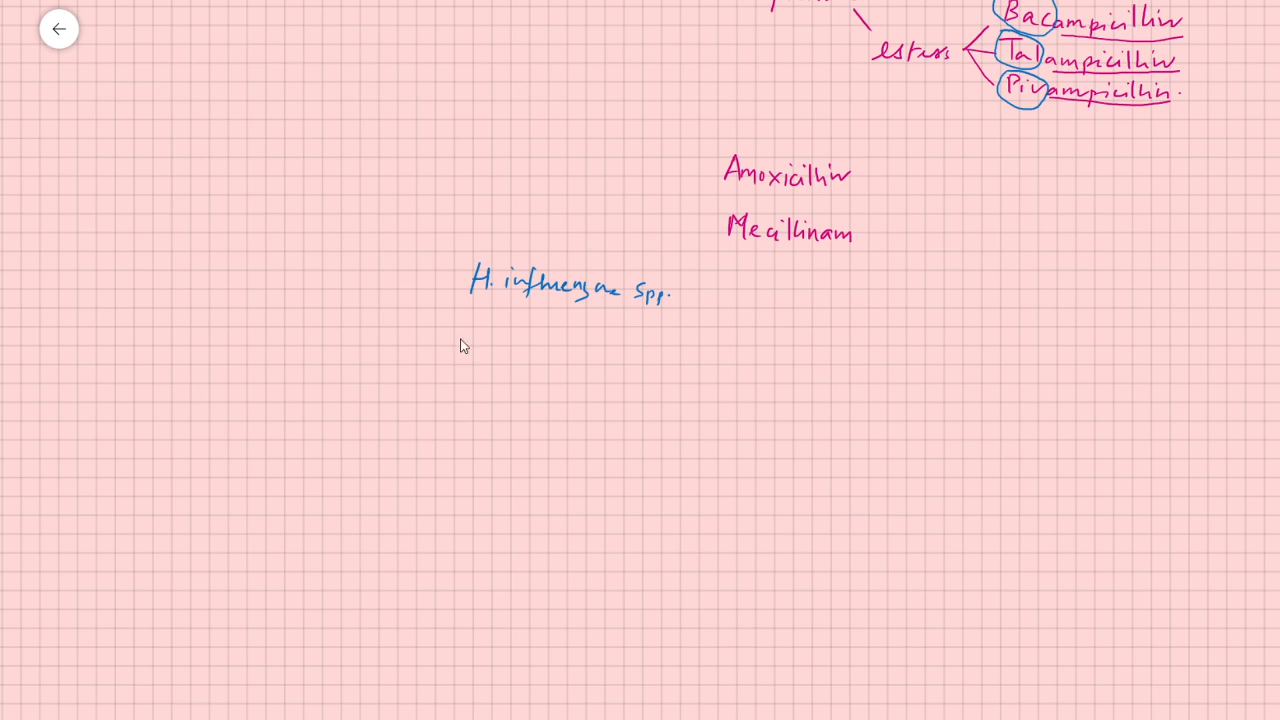 Bacampicillin
esters
Talampicillin
Pivampicillin.
Amoxicillin
Mecillinam
H. influenzae spp.